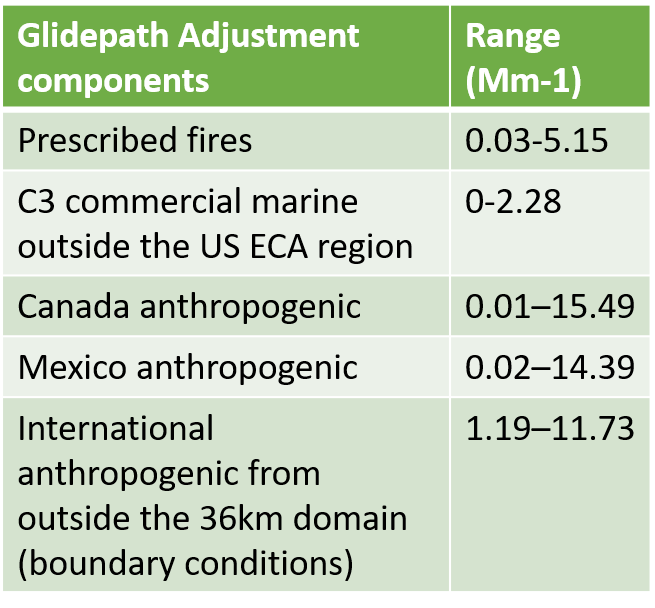 Glidepath Adjustment
components
Range
(Mm-1)
Prescribed fires
0.03-5.15
C3 commercial marine
outside the US ECA region
0-2.28
Canada anthropogenic
0.01–15.49
Mexico anthropogenic
0.02–14.39
International
anthropogenic from
outside the 36km domain
(boundary conditions)
1.19–11.73